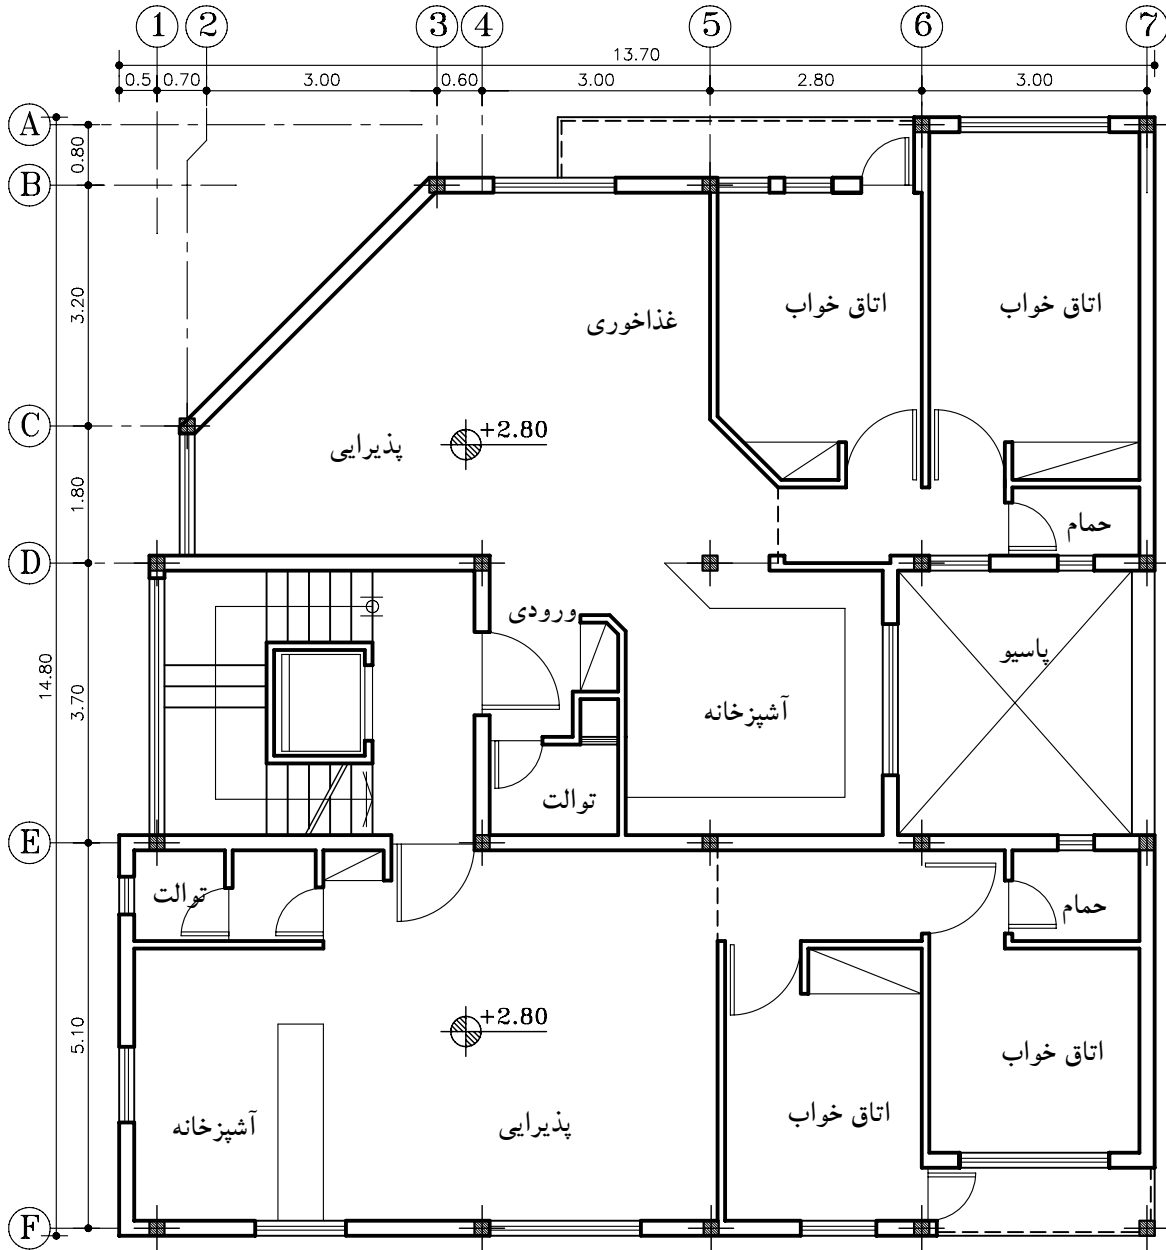 1 2 3 4 5 6 7
13.70
0.5 0.70 3.00 0.60 3.00 2.80 3.00
A
0.80
B
3.20
اتاق خواب
اتاق خواب
غذاخوری
C
+2.80
پذیرایی
1.80
حمام
D
ورودی
پاسیو
14.80
3.70
آشپزخانه
توالت
E
توالت
حمام
+2.80
5.10
اتاق خواب
اتاق خواب
پذیرایی
آشپزخانه
F